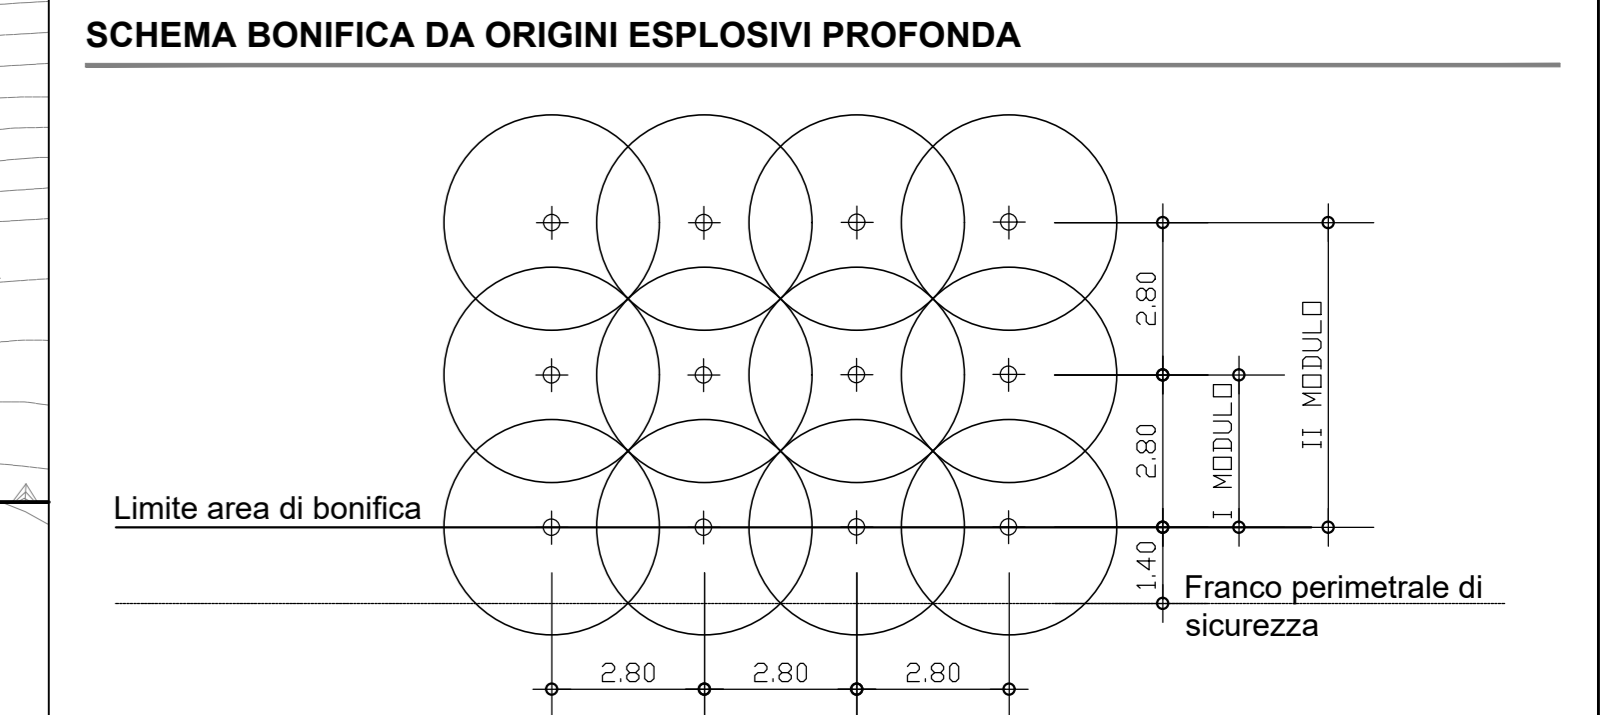 SCHEMA BONIFICA DA ORIGINI ESPLOSIVI PROFONDA
2.80
II MODULO
I MODULO
2.80
Limite area di bonifica
1.40
Franco perimetrale di
sicurezza
2.80 2.80 2.80